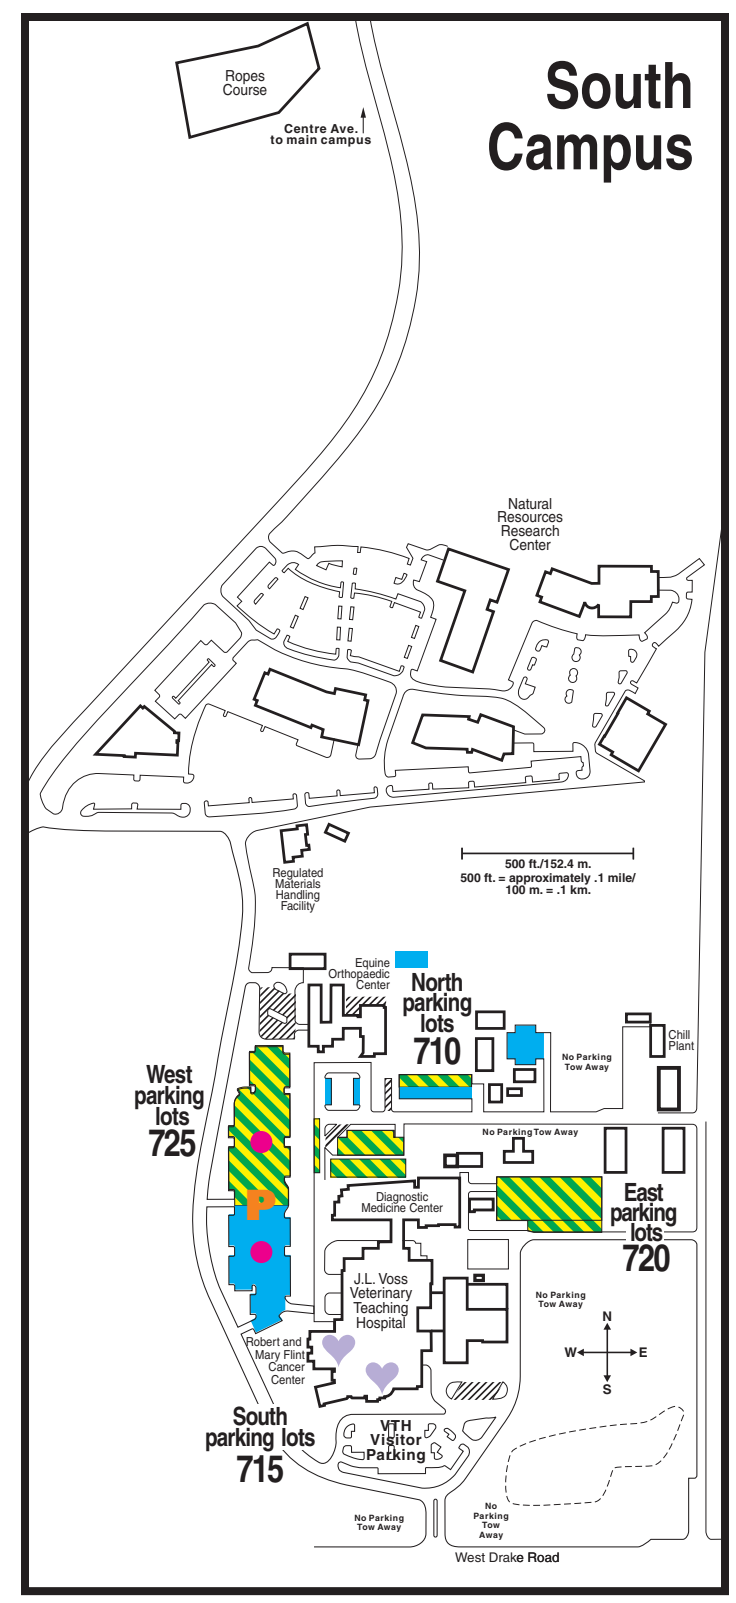 South
Campus
Ropes
Course
Centre Ave.
to main campus
Natural
Resources
Research
Center
500 ft./152.4 m.
500 ft. = approximately .1 mile/
100 m. = .1 km.
Regulated
Materials
Handling
Facility
Equine
Orthopaedic
Center
North
parking
lots
710
Chill
Plant
No Parking
Tow Away
West
parking
lots
725
No Parking Tow Away
P
Diagnostic
Medicine Center
East
parking
lots
720
J.L. Voss
Veterinary
Teaching
Hospital
No Parking
Tow Away
N
W E
S
Robert and
Mary Flint
Cancer
Center
South
parking lots
715
VTH
Visitor
Parking
No Parking
Tow Away
No
Parking
Tow
Away
West Drake Road